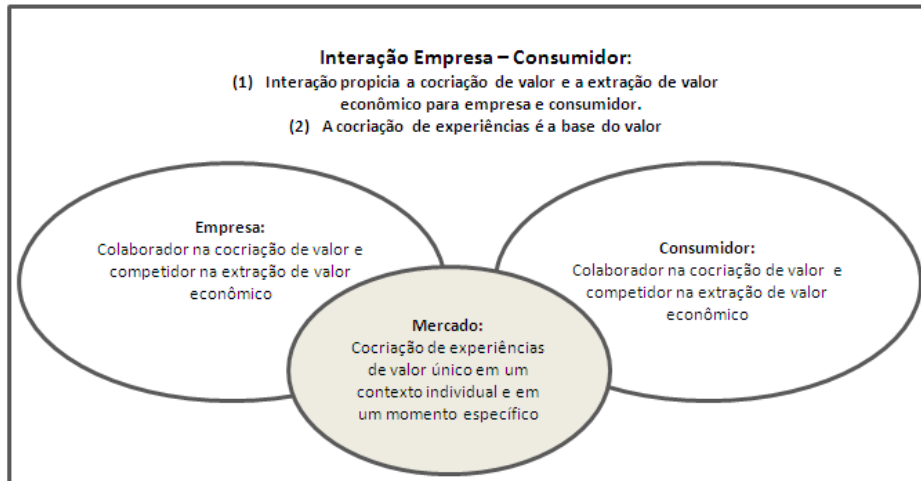 Interação Empresa – Consumidor:
(1) Interação propicia a cocriação de valor e a extração de valor
econômico para empresa e consumidor.
(2) A cocriação de experiências é a base do valor
Empresa:
Colaborador na cocriação de valor e
competidor na extração de valor
econômico
Consumidor:
Colaborador na cocriação de valor e
competidor na extração de valor
econômico
Mercado:
Cocriação de experiências
de valor único em um
contexto individual e em
um momento específico